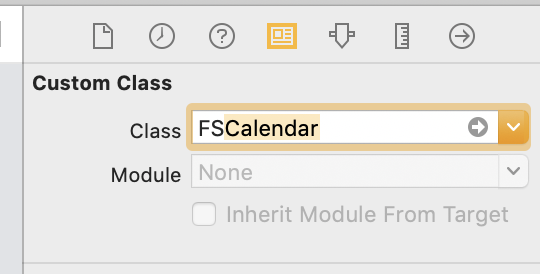 Custom Class
Class FSCalendar
Module None
Inherit Module From Target